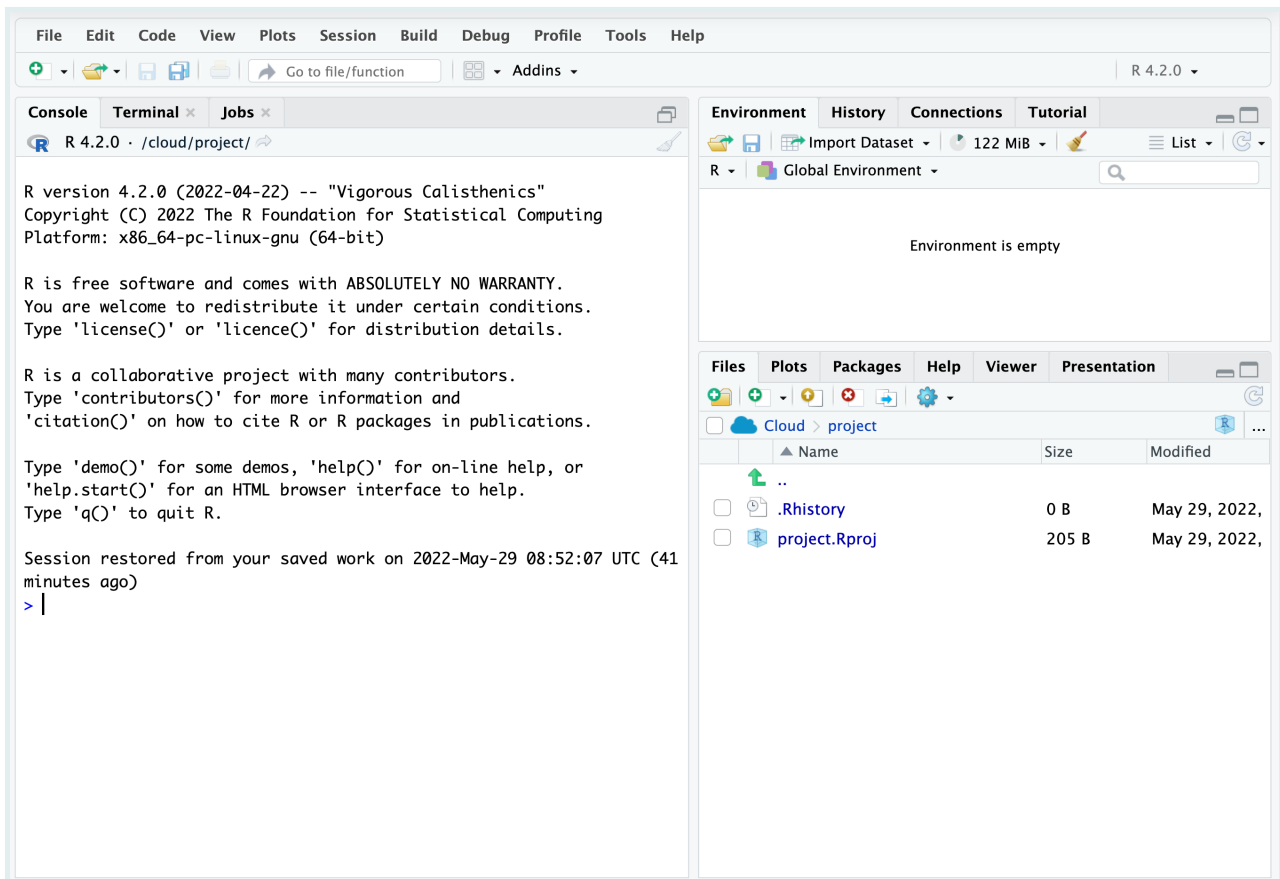 File Edit Code View Plots Session Build Debug Profile Tools Help
Go to file/function Addins R 4.2.0
Console Terminal Jobs
R 4.2.0 · /cloud/project/
R version 4.2.0 (2022-04-22) -- "Vigorous Calisthenics"
Copyright (C) 2022 The R Foundation for Statistical Computing
Platform: x86_64-pc-linux-gnu (64-bit)
R is free software and comes with ABSOLUTELY NO WARRANTY.
You are welcome to redistribute it under certain conditions.
Type 'license()' or 'licence()' for distribution details.
R is a collaborative project with many contributors.
Type 'contributors()' for more information and
'citation()' on how to cite R or R packages in publications.
Type 'demo()' for some demos, 'help()' for on-line help, or
'help.start()' for an HTML browser interface to help.
Type 'q()' to quit R.
Session restored from your saved work on 2022-May-29 08:52:07 UTC (41
minutes ago)
>
Environment History Connections Tutorial
Import Dataset 122 MiB List
R Global Environment
Environment is empty
Files Plots Packages Help Viewer Presentation
Cloud > project ...
Name Size Modified
..
.Rhistory 0 B May 29, 2022,
project.Rproj 205 B May 29, 2022,